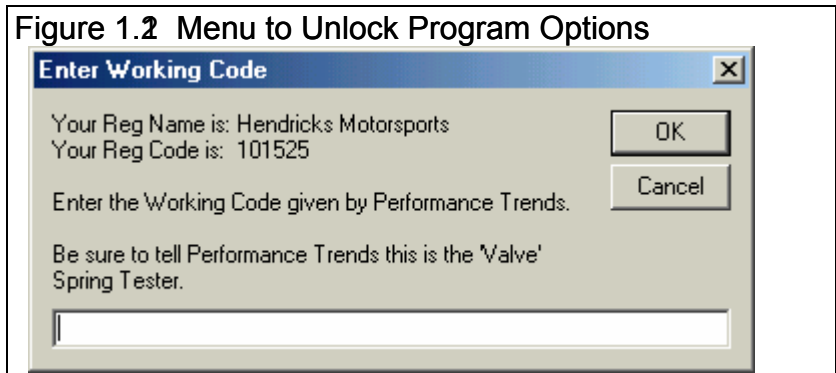 Figure 1.2 Menu to Unlock Program Options
Enter Working Code
Your Reg Name is: Hendricks Motorsports
Your Reg Code is: 101525
OK
Cancel
Enter the Working Code given by Performance Trends.
Be sure to tell Performance Trends this is the 'Valve'
Spring Tester.